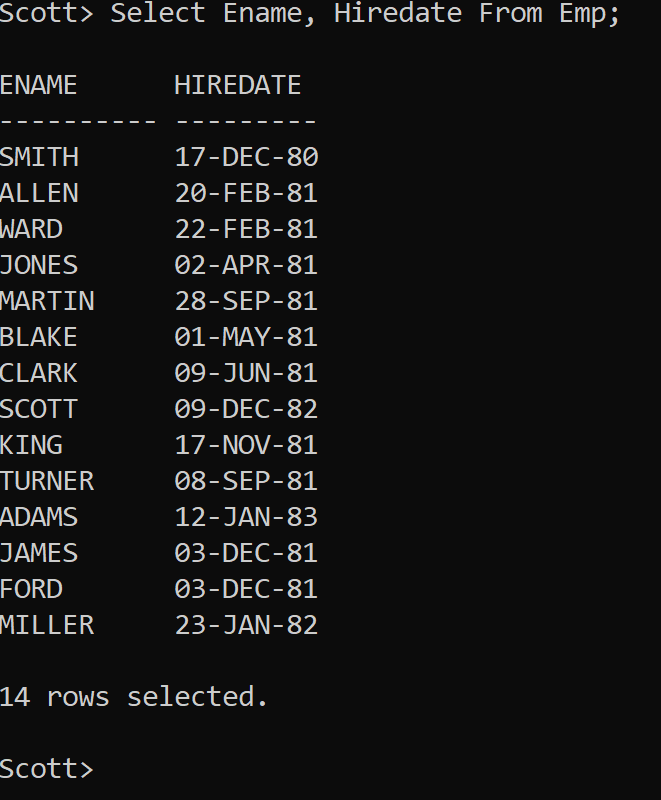 Scott> Select Ename, Hiredate From Emp;
ENAME      HIREDATE
---------- ---------
SMITH      17-DEC-80
ALLEN      20-FEB-81
WARD       22-FEB-81
JONES      02-APR-81
MARTIN     28-SEP-81
BLAKE      01-MAY-81
CLARK      09-JUN-81
SCOTT      09-DEC-82
KING       17-NOV-81
TURNER     08-SEP-81
ADAMS      12-JAN-83
JAMES      03-DEC-81
FORD       03-DEC-81
MILLER     23-JAN-82
14 rows selected.
Scott>